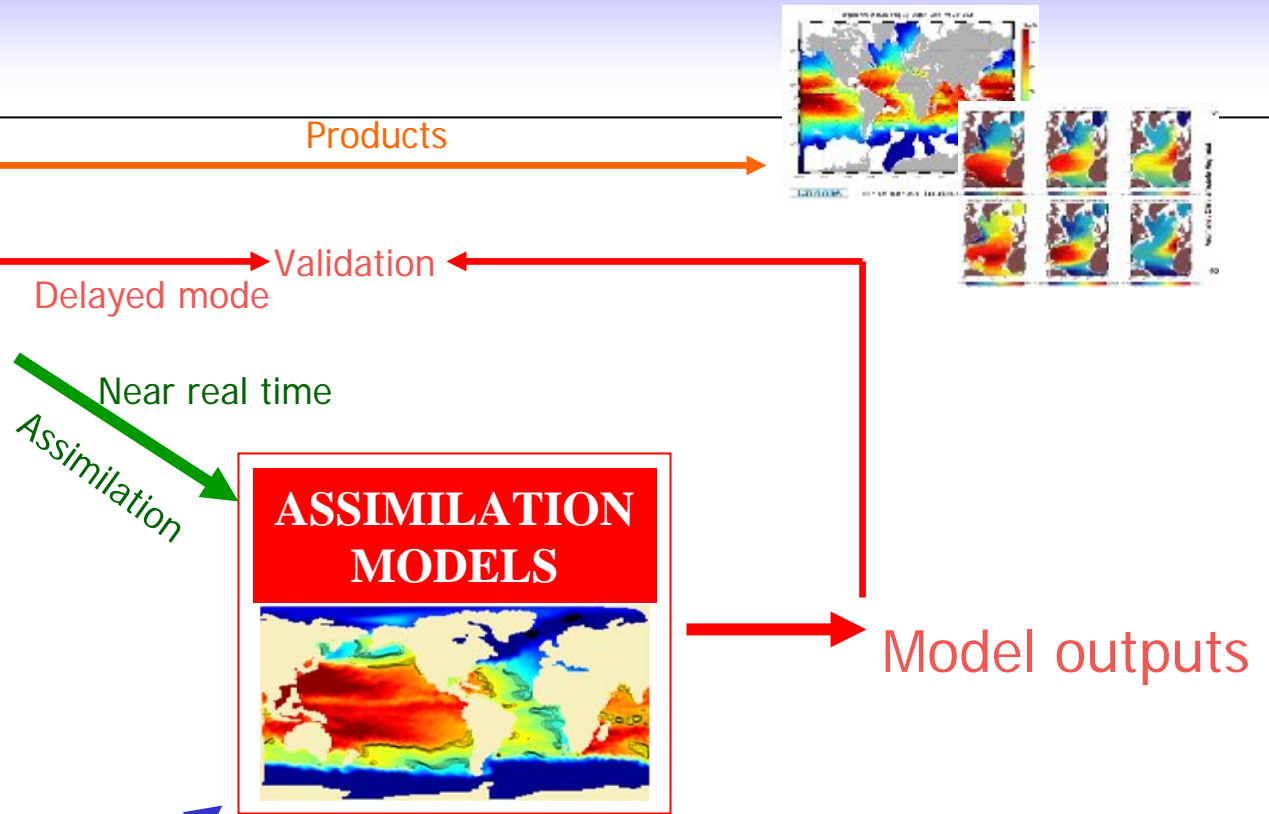 Products
Validation
Delayed mode
Near real time
Assimilation
ASSIMILATION
MODELS
Model outputs